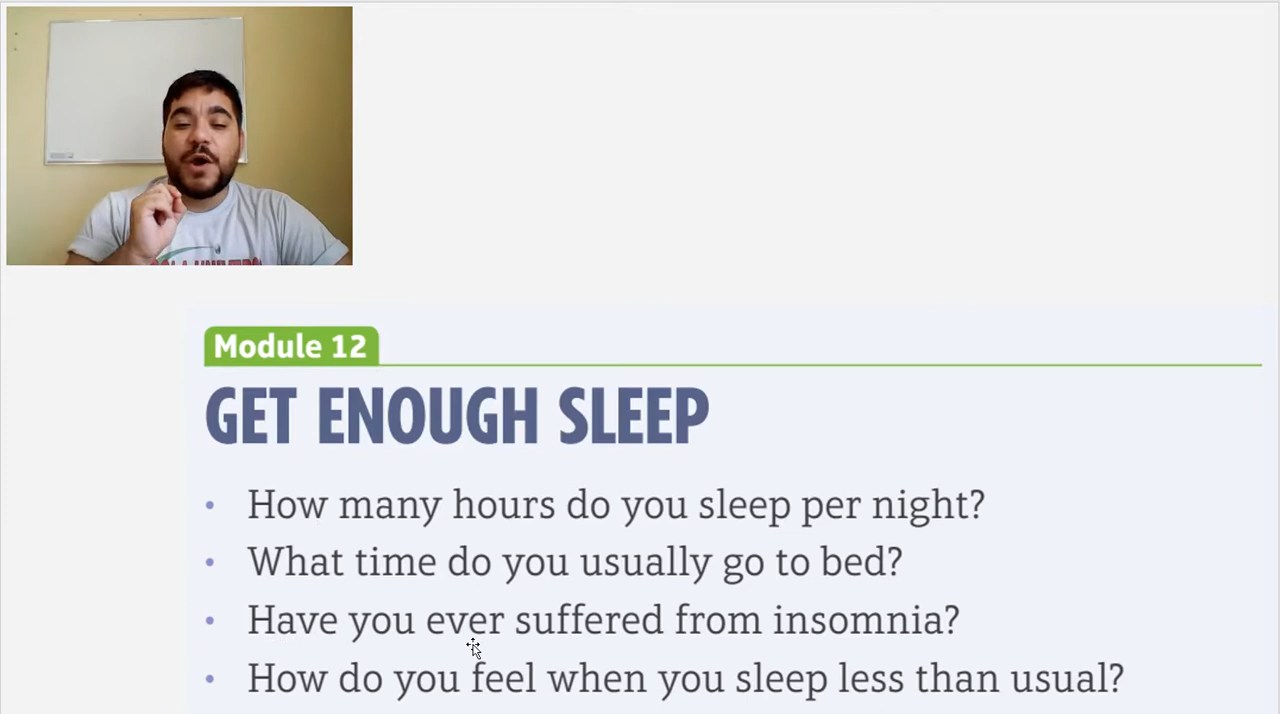 Module 12
GET ENOUGH SLEEP
• How many hours do you sleep per night?
• What time do you usually go to bed?
• Have you ever suffered from insomnia?
• How do you feel when you sleep less than usual?